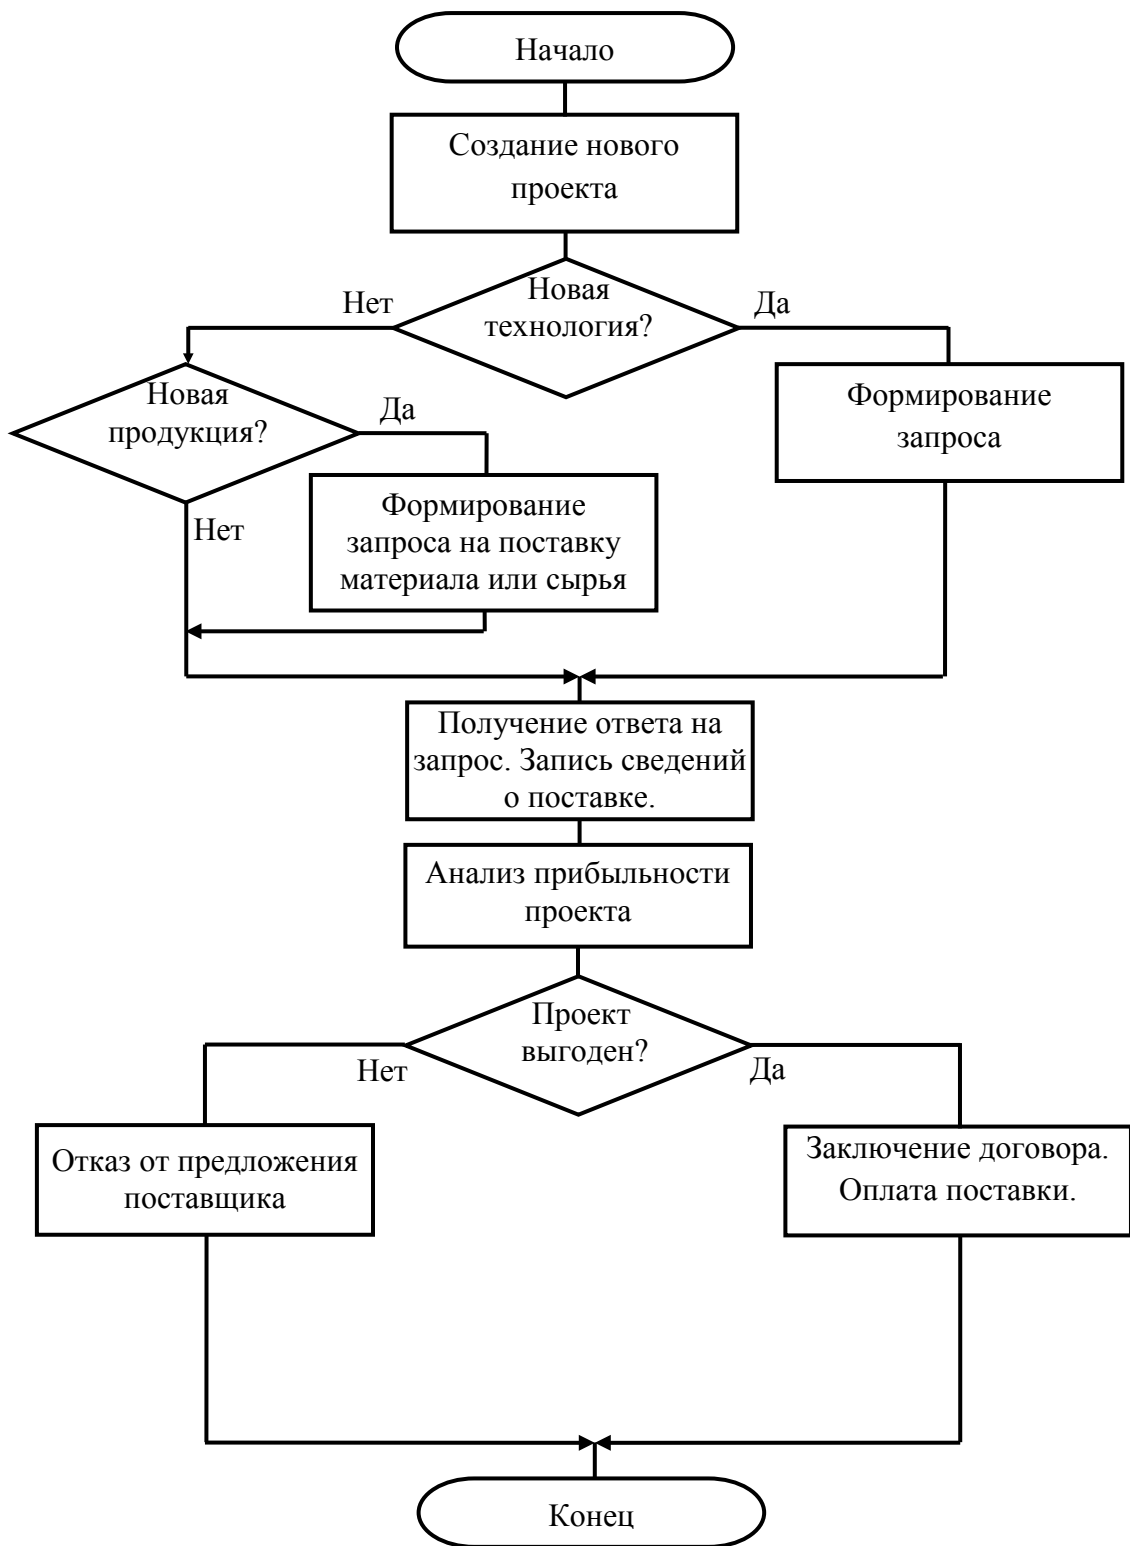 Начало
Создание нового
проекта
Новая
технология?
Нет
Да
Новая
продукция?
Да
Нет
Формирование
запроса на поставку
материала или сырья
Формирование
запроса
Получение ответа на
запрос. Запись сведений
о поставке.
Анализ прибыльности
проекта
Проект
выгоден?
Нет
Да
Отказ от предложения
поставщика
Заключение договора.
Оплата поставки.
Конец